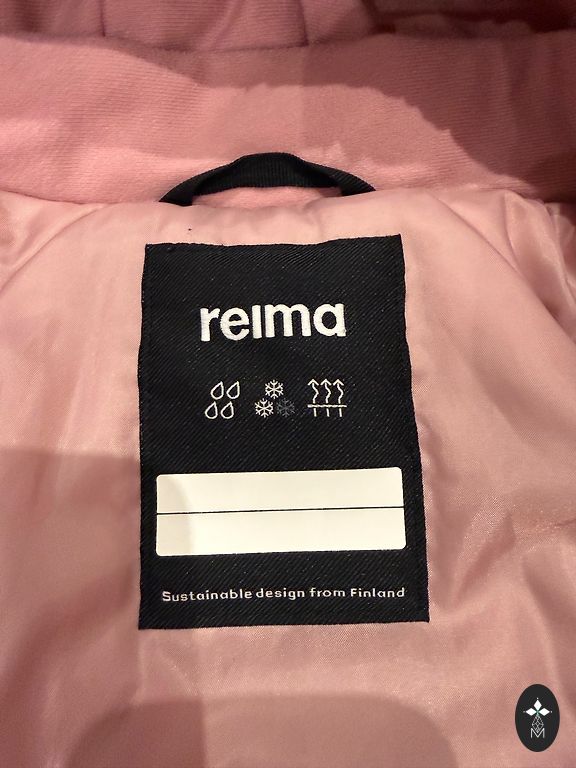 reima
Sustainable design from Finland
M